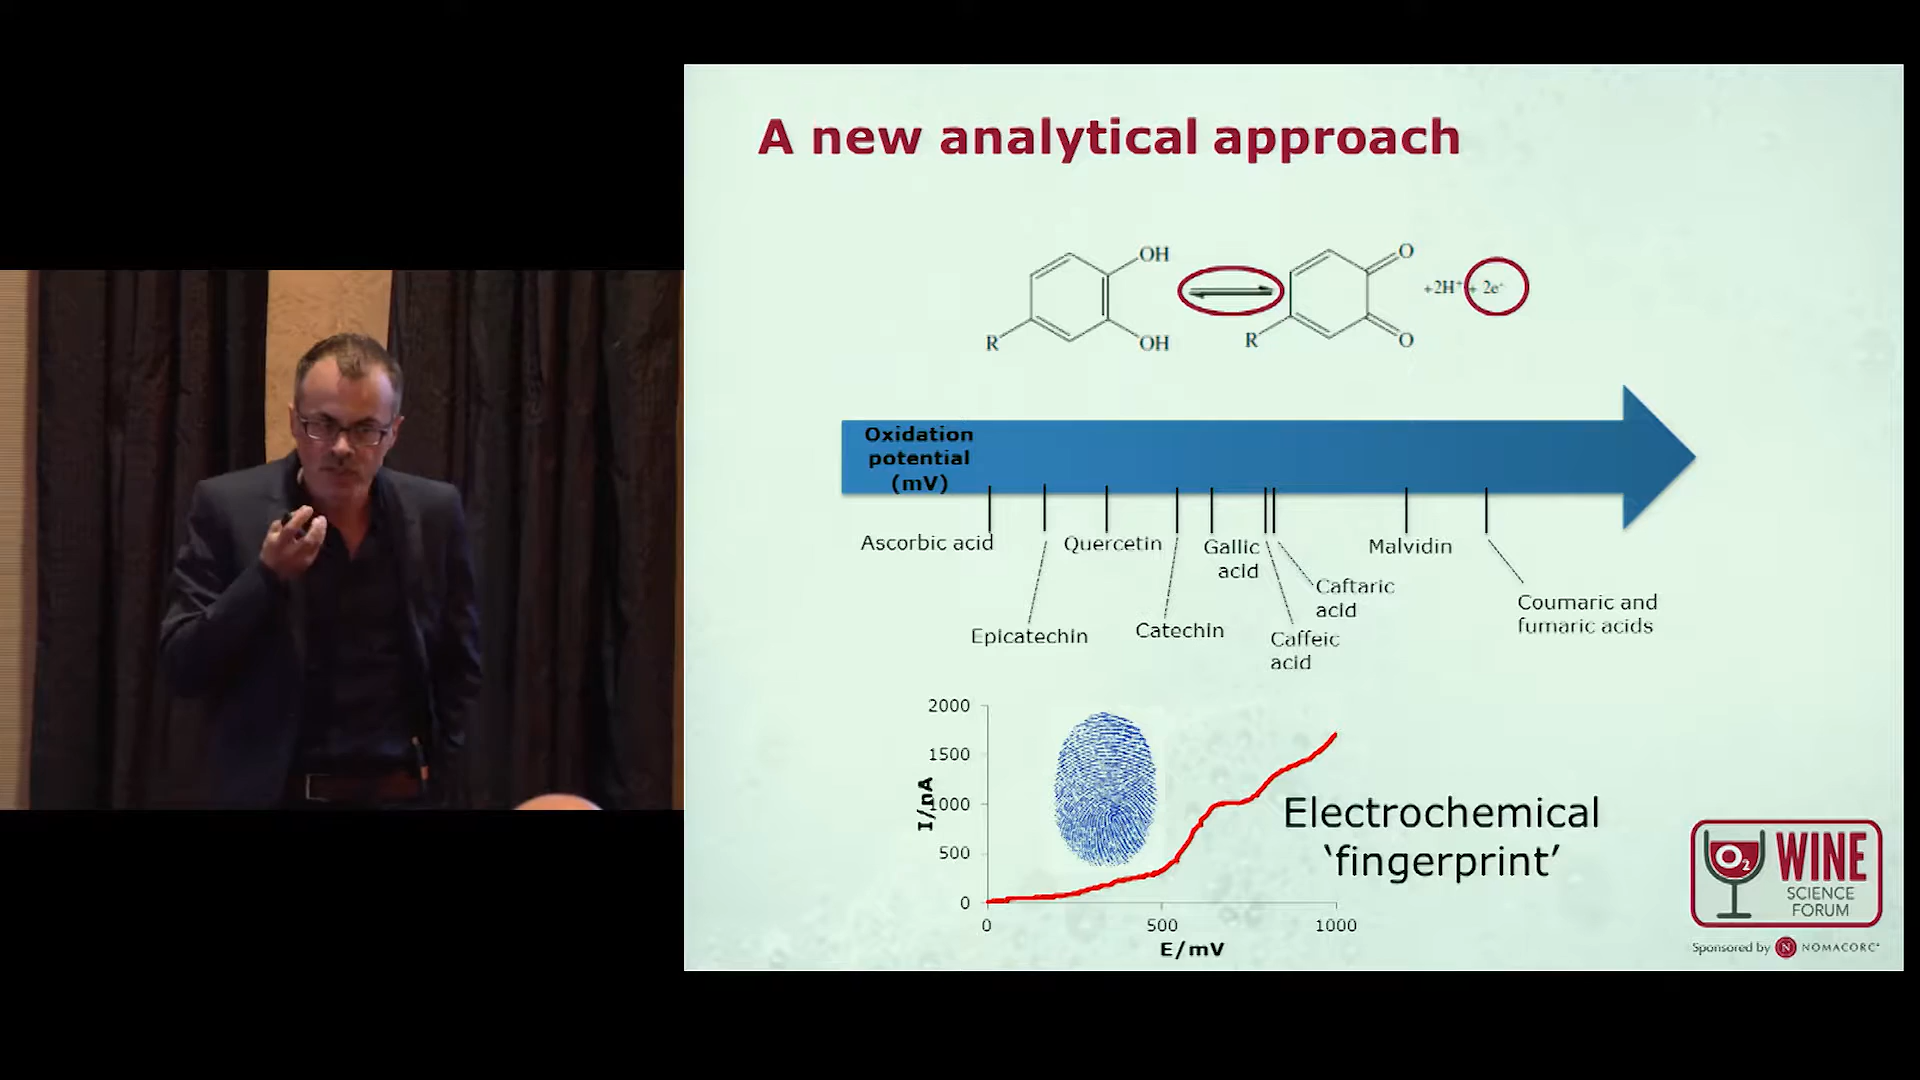 A new analytical approach
OH
OH
R
O
O
R
+2H⁺ + 2e⁻
Oxidation
potential
(mV)
Ascorbic acid
Epicatechin
Quercetin
Catechin
Gallic
acid
Caffeic
acid
Caftaric
acid
Malvidin
Coumaric and
fumaric acids
2000
1500
1000
500
0
I/nA
0
500
1000
E/mV
Electrochemical
‘fingerprint’
O₂
WINE
SCIENCE
FORUM
Sponsored by N NOMACORC